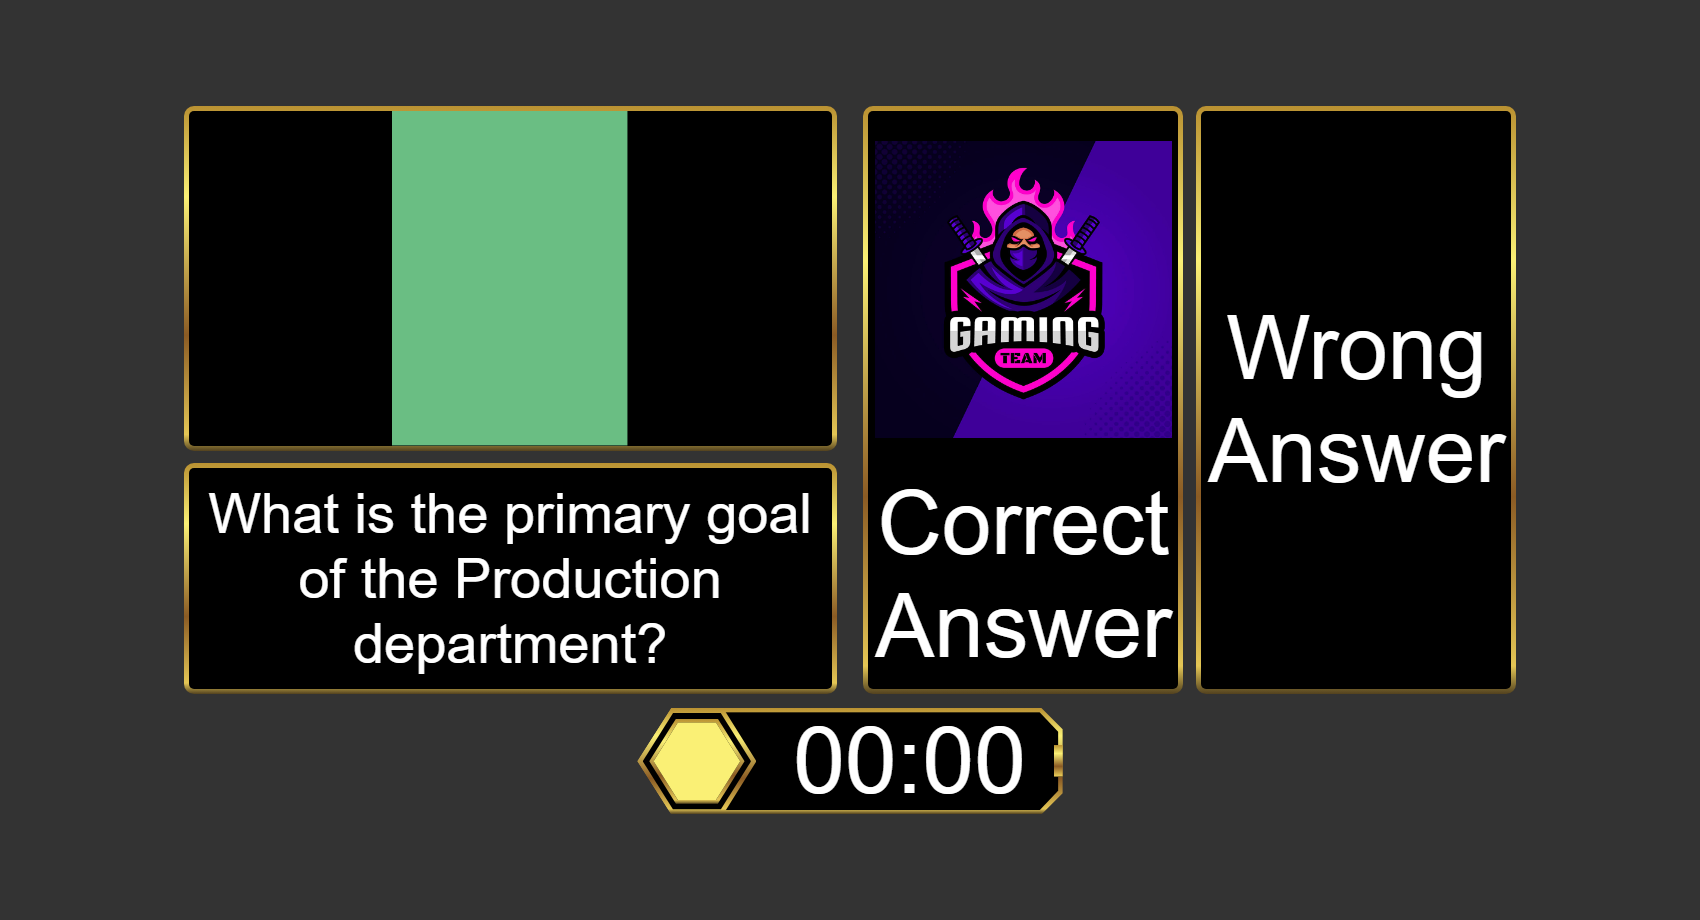 What is the primary goal
of the Production
department?
GAMING
TEAM
Correct
Answer
Wrong
Answer
00:00